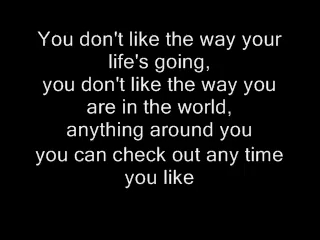 You don't like the way your
life's going,
you don't like the way you
are in the world,
anything around you
you can check out any time
you like